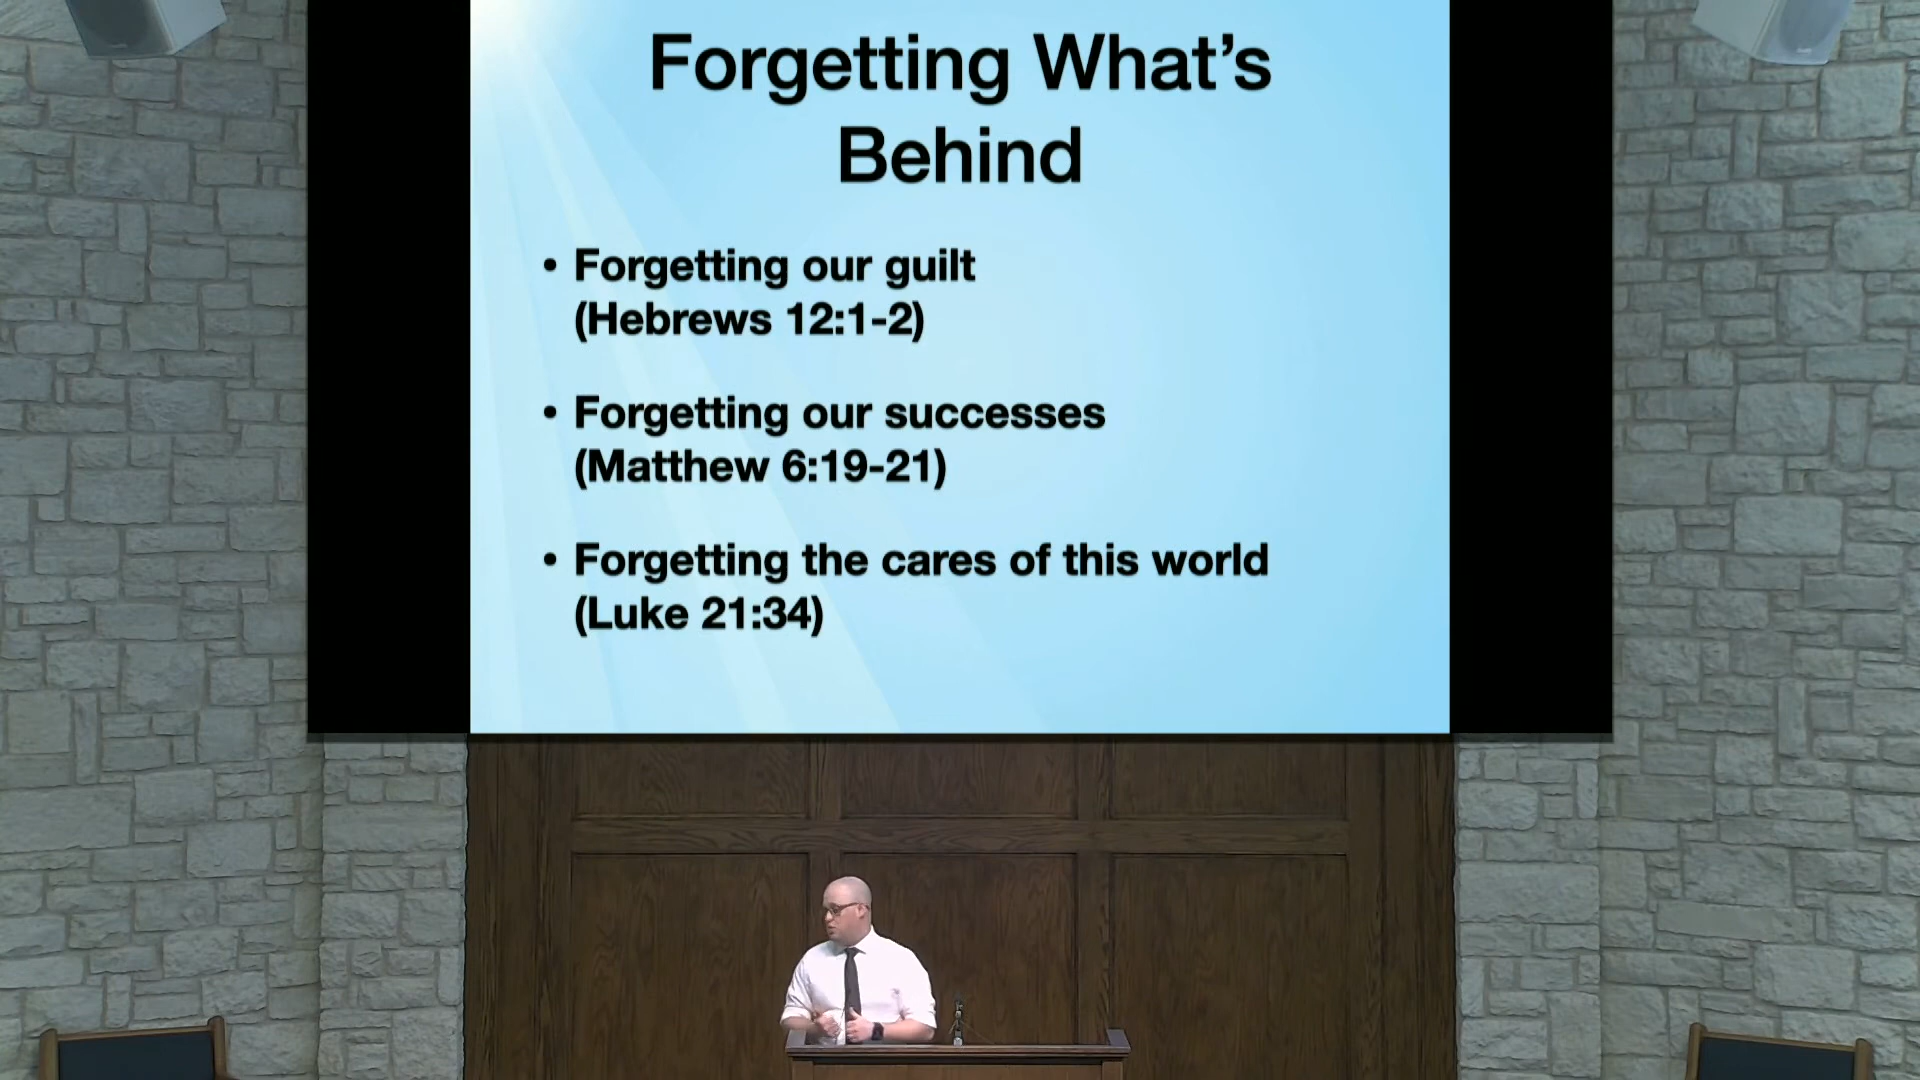 Forgetting What’s
Behind
• Forgetting our guilt
(Hebrews 12:1-2)
• Forgetting our successes
(Matthew 6:19-21)
• Forgetting the cares of this world
(Luke 21:34)